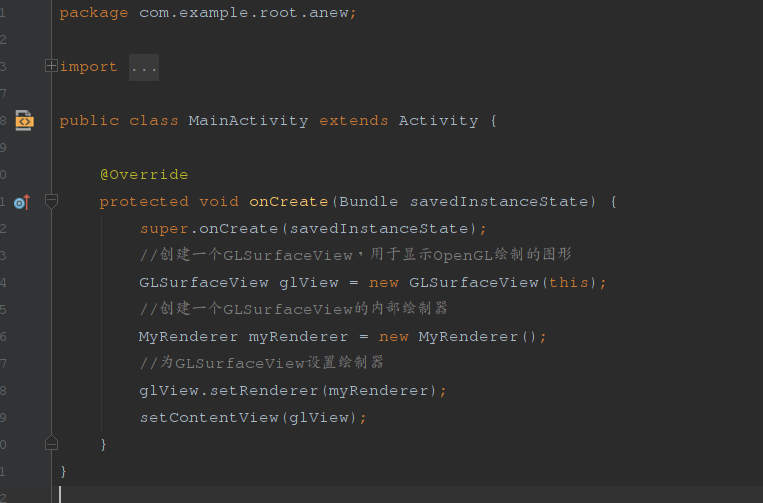 1 package com.example.root.anew;
2
3 import ...
7
8 public class MainActivity extends Activity {
9
0 @Override
1 protected void onCreate(Bundle savedInstanceState) {
2 super.onCreate(savedInstanceState);
3 //创建一个GLSurfaceView，用于显示OpenGL绘制的图形
4 GLSurfaceView glView = new GLSurfaceView(this);
5 //创建一个GLSurfaceView的内部绘制器
6 MyRenderer myRenderer = new MyRenderer();
7 //为GLSurfaceView设置绘制器
8 glView.setRenderer(myRenderer);
9 setContentView(glView);
0 }
1 }
2